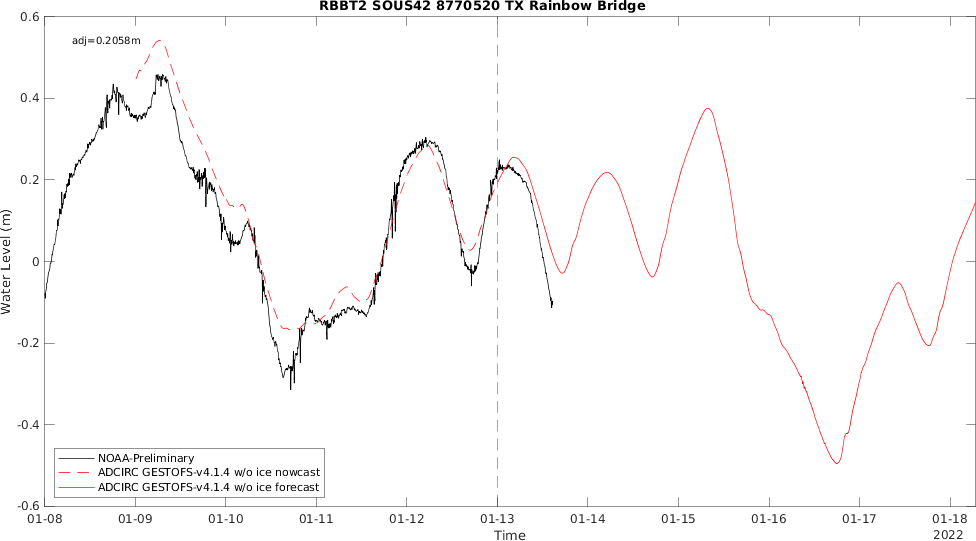 RBBT2 SOUS42 8770520 TX Rainbow Bridge
adj=0.2058m
Water Level (m)
0.6
0.4
0.2
0
-0.2
-0.4
-0.6
NOAA-Preliminary
ADCIRC GESTOFS-v4.1.4 w/o ice nowcast
ADCIRC GESTOFS-v4.1.4 w/o ice forecast
01-08 01-09 01-10 01-11 01-12 01-13 01-14 01-15 01-16 01-17 01-18
Time
2022